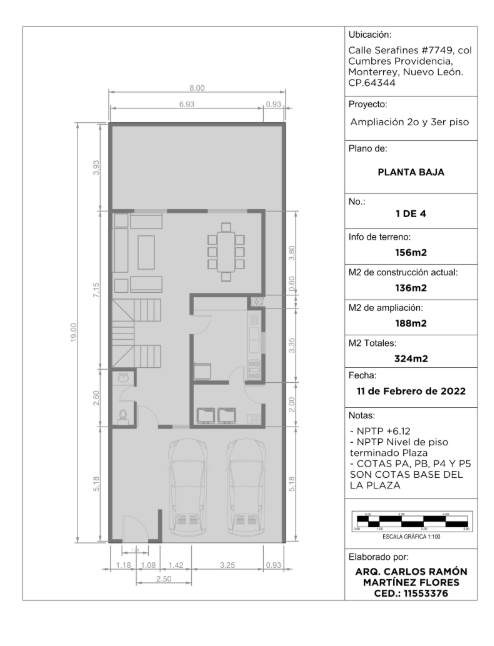 Ubicación:
Calle Serafines #7749, col
Cumbres Providencia,
Monterrey, Nuevo León.
CP.64344
Proyecto:
Ampliación 2o y 3er piso
Plano de:
PLANTA BAJA
No.:
1 DE 4
Info de terreno:
156m2
M2 de construcción actual:
136m2
M2 de ampliación:
188m2
M2 Totales:
324m2
Fecha:
11 de Febrero de 2022
Notas:
- NPTP +6.12
- NPTP Nivel de piso
terminado Plaza
- COTAS PA, PB, P4 Y P5
SON COTAS BASE DEL
LA PLAZA
ESCALA GRÁFICA 1:100
Elaborado por:
ARQ. CARLOS RAMÓN
MARTÍNEZ FLORES
CED.: 11553376
8.00
6.93
0.93
3.93
7.15
19.00
2.60
5.18
3.80
0.60
3.35
2.00
5.18
1.18
1.08
1.42
3.25
0.93
2.50